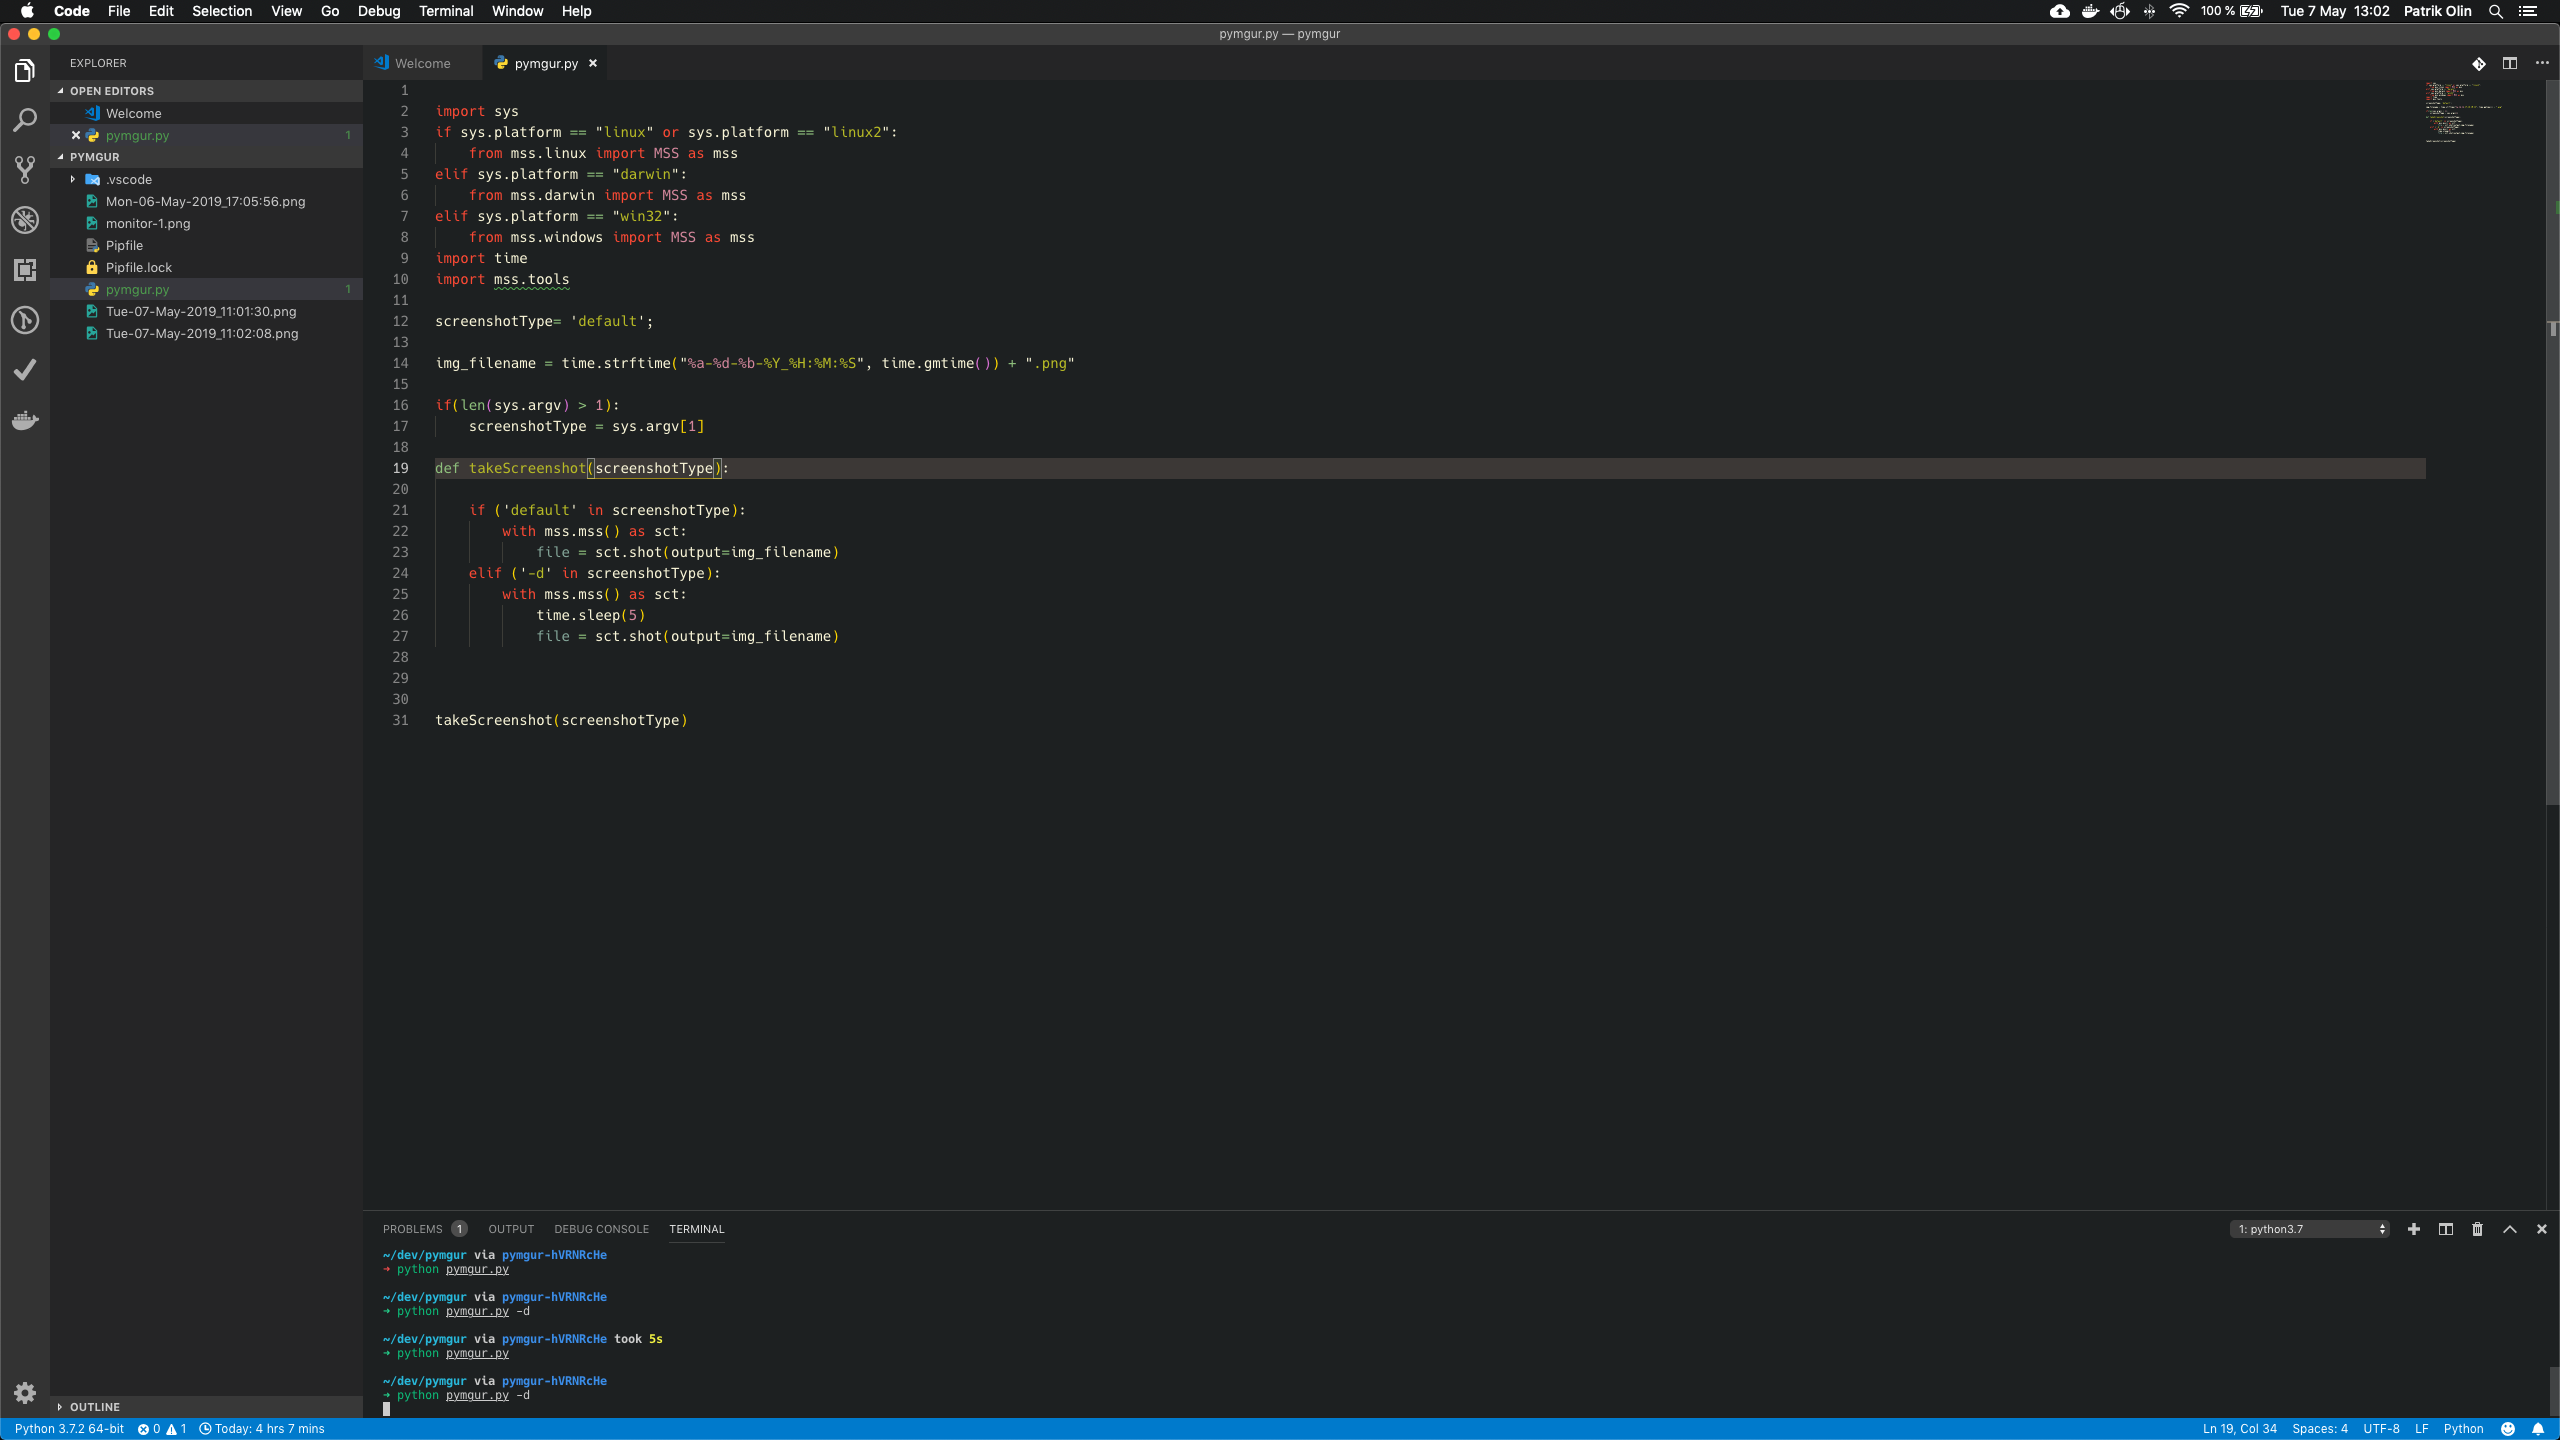 Code File Edit Selection View Go Debug Terminal Window Help
100 % Tue 7 May 13:02 Patrik Olin
pymgur.py — pymgur
EXPLORER
OPEN EDITORS
Welcome
pymgur.py 1
PYMGUR
.vscode
Mon-06-May-2019_17:05:56.png
monitor-1.png
Pipfile
Pipfile.lock
pymgur.py 1
Tue-07-May-2019_11:01:30.png
Tue-07-May-2019_11:02:08.png
OUTLINE
Welcome pymgur.py
1
2 import sys
3 if sys.platform == "linux" or sys.platform == "linux2":
4 from mss.linux import MSS as mss
5 elif sys.platform == "darwin":
6 from mss.darwin import MSS as mss
7 elif sys.platform == "win32":
8 from mss.windows import MSS as mss
9 import time
10 import mss.tools
11
12 screenshotType= 'default';
13
14 img_filename = time.strftime("%a-%d-%b-%Y_%H:%M:%S", time.gmtime()) + ".png"
15
16 if(len(sys.argv) > 1):
17 screenshotType = sys.argv[1]
18
19 def takeScreenshot(screenshotType):
20
21 if ('default' in screenshotType):
22 with mss.mss() as sct:
23 file = sct.shot(output=img_filename)
24 elif ('-d' in screenshotType):
25 with mss.mss() as sct:
26 time.sleep(5)
27 file = sct.shot(output=img_filename)
28
29
30
31 takeScreenshot(screenshotType)
PROBLEMS 1 OUTPUT DEBUG CONSOLE TERMINAL
1: python3.7
~/dev/pymgur via pymgur-hVRNRcHe
→ python pymgur.py
~/dev/pymgur via pymgur-hVRNRcHe
→ python pymgur.py -d
~/dev/pymgur via pymgur-hVRNRcHe took 5s
→ python pymgur.py
~/dev/pymgur via pymgur-hVRNRcHe
→ python pymgur.py -d
Python 3.7.2 64-bit 0 1 Today: 4 hrs 7 mins
Ln 19, Col 34 Spaces: 4 UTF-8 LF Python